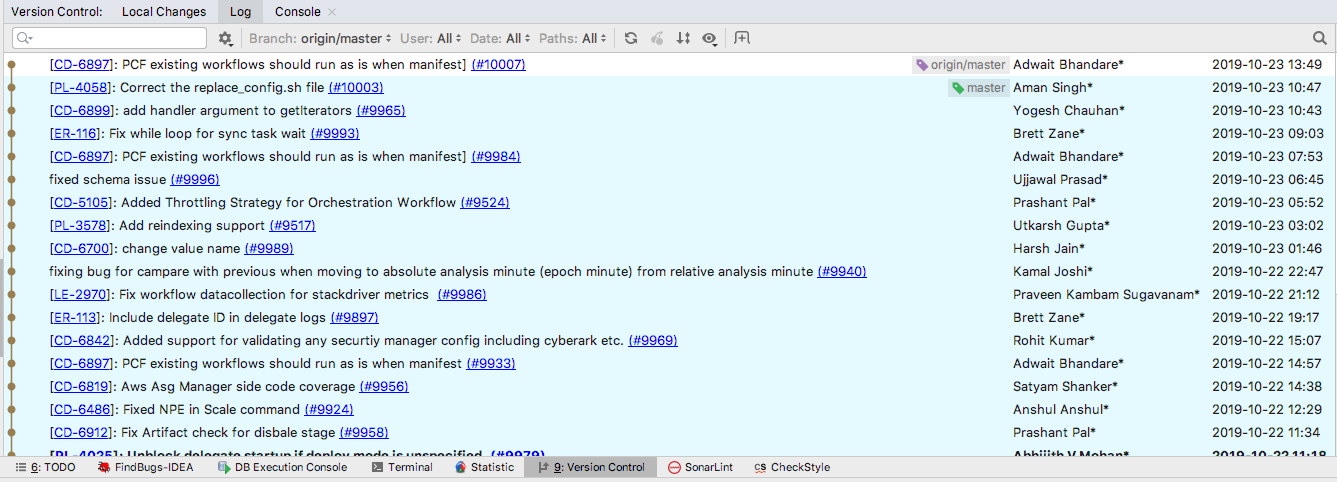 Version Control: Local Changes Log Console
Branch: origin/master User: All Date: All Paths: All
[CD-6897]: PCF existing workflows should run as is when manifest] (#10007) origin/master Adwait Bhandare* 2019-10-23 13:49
[PL-4058]: Correct the replace_config.sh file (#10003) master Aman Singh* 2019-10-23 10:47
[CD-6899]: add handler argument to getIterators (#9965) Yogesh Chauhan* 2019-10-23 10:43
[ER-116]: Fix while loop for sync task wait (#9993) Brett Zane* 2019-10-23 09:03
[CD-6897]: PCF existing workflows should run as is when manifest] (#9984) Adwait Bhandare* 2019-10-23 07:53
fixed schema issue (#9996) Ujjawal Prasad* 2019-10-23 06:45
[CD-5105]: Added Throttling Strategy for Orchestration Workflow (#9524) Prashant Pal* 2019-10-23 05:52
[PL-3578]: Add reindexing support (#9517) Utkarsh Gupta* 2019-10-23 03:02
[CD-6700]: change value name (#9989) Harsh Jain* 2019-10-23 01:46
fixing bug for campare with previous when moving to absolute analysis minute (epoch minute) from relative analysis minute (#9940) Kamal Joshi* 2019-10-22 22:47
[LE-2970]: Fix workflow datacollection for stackdriver metrics (#9986) Praveen Kambam Sugavanam* 2019-10-22 21:12
[ER-113]: Include delegate ID in delegate logs (#9897) Brett Zane* 2019-10-22 19:17
[CD-6842]: Added support for validating any securtiy manager config including cyberark etc. (#9969) Rohit Kumar* 2019-10-22 15:07
[CD-6897]: PCF existing workflows should run as is when manifest (#9933) Adwait Bhandare* 2019-10-22 14:57
[CD-6819]: Aws Asg Manager side code coverage (#9956) Satyam Shanker* 2019-10-22 14:38
[CD-6486]: Fixed NPE in Scale command (#9924) Anshul Anshul* 2019-10-22 12:29
[CD-6912]: Fix Artifact check for disbale stage (#9958) Prashant Pal* 2019-10-22 11:34
[PL-4025]: Unblock delegate startup if deploy mode is unspecified (#9979) Abhijith V Mohan* 2019-10-22 11:18
6: TODO FindBugs-IDEA DB Execution Console Terminal Statistic 9: Version Control SonarLint CS CheckStyle